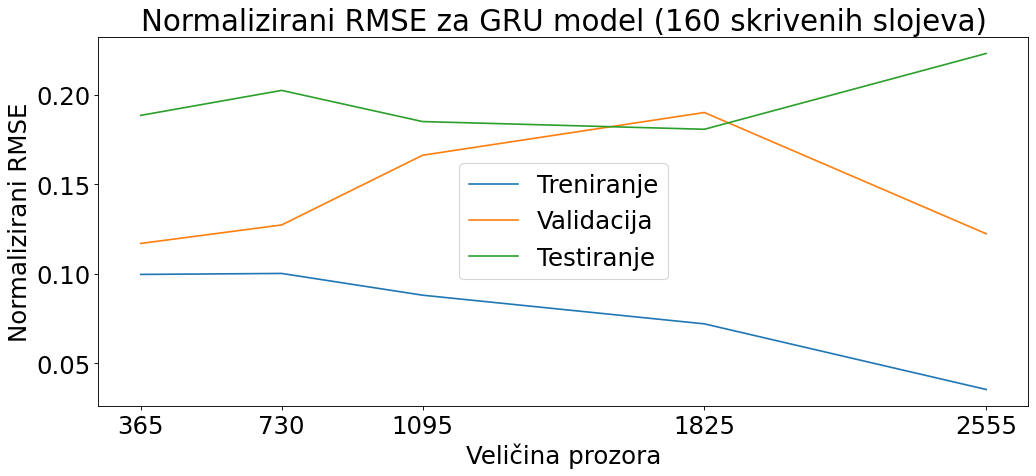 Normalizirani RMSE za GRU model (160 skrivenih slojeva)
Normalizirani RMSE
0.20
0.15
0.10
0.05
Treniranje
Validacija
Testiranje
365 730 1095 1825 2555
Veličina prozora